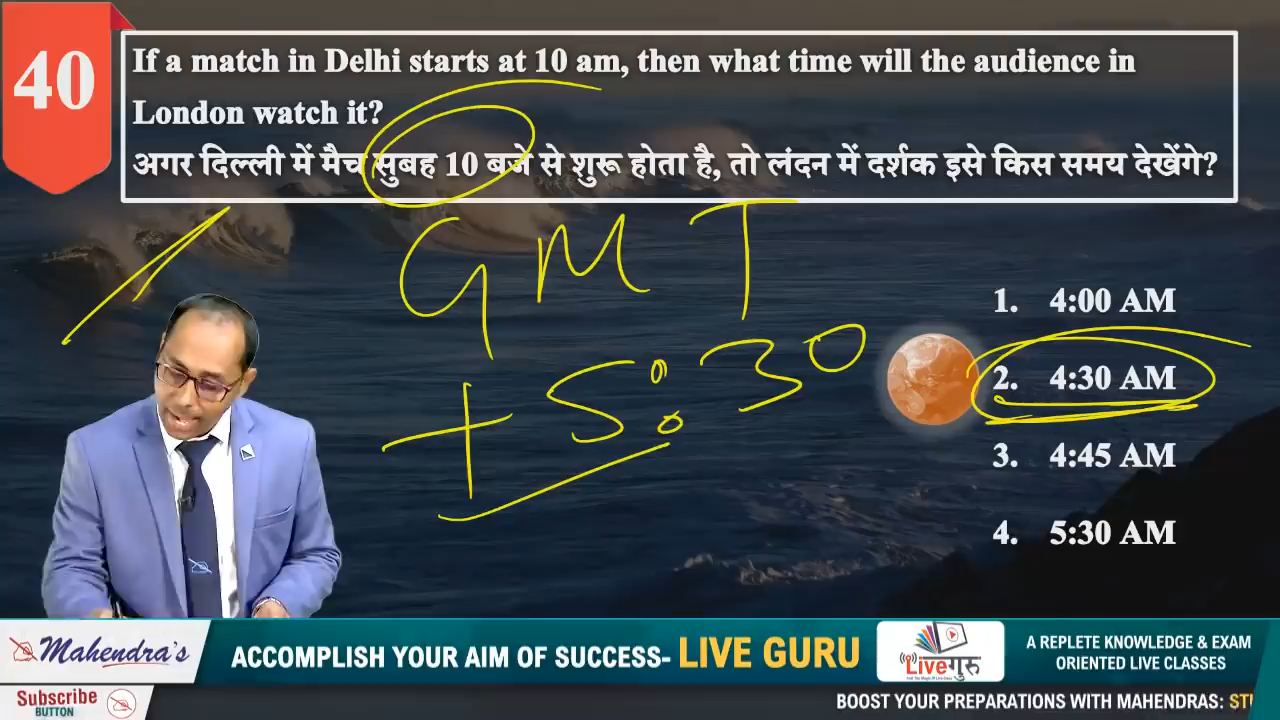 40
If a match in Delhi starts at 10 am, then what time will the audience in
London watch it?
अगर दिल्ली में मैच सुबह 10 बजे से शुरू होता है, तो लंदन में दर्शक इसे किस समय देखेंगे?
GMT
+5:30
1. 4:00 AM
2. 4:30 AM
3. 4:45 AM
4. 5:30 AM
Mahendra's
ACCOMPLISH YOUR AIM OF SUCCESS- LIVE GURU
Liveगुरु
A REPLETE KNOWLEDGE & EXAM
ORIENTED LIVE CLASSES
Subscribe
BUTTON
BOOST YOUR PREPARATIONS WITH MAHENDRAS: